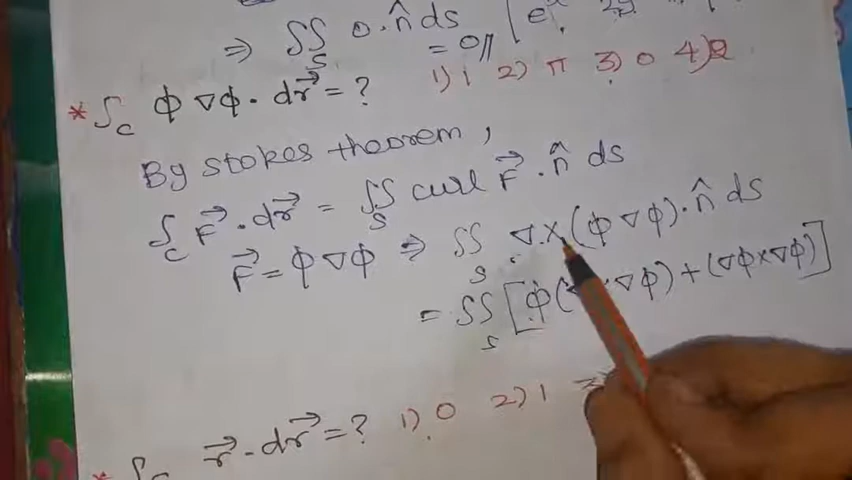 ⇒ ∬_S 0·n̂ ds = 0//
* ∫_C ϕ∇ϕ·dr⃗ = ? 1) 1 2) π 3) 0 4)
By stokes theorem,
∫_C F⃗·dr⃗ = ∬_S curl F⃗·n̂ ds
F⃗ = ϕ∇ϕ ⇒ ∬_S ∇×(ϕ∇ϕ)·n̂ ds
= ∬_S [ϕ( ∇ϕ) + (∇ϕ×∇ϕ)]
* ∫_C r⃗·dr⃗ = ? 1) 0 2) 1